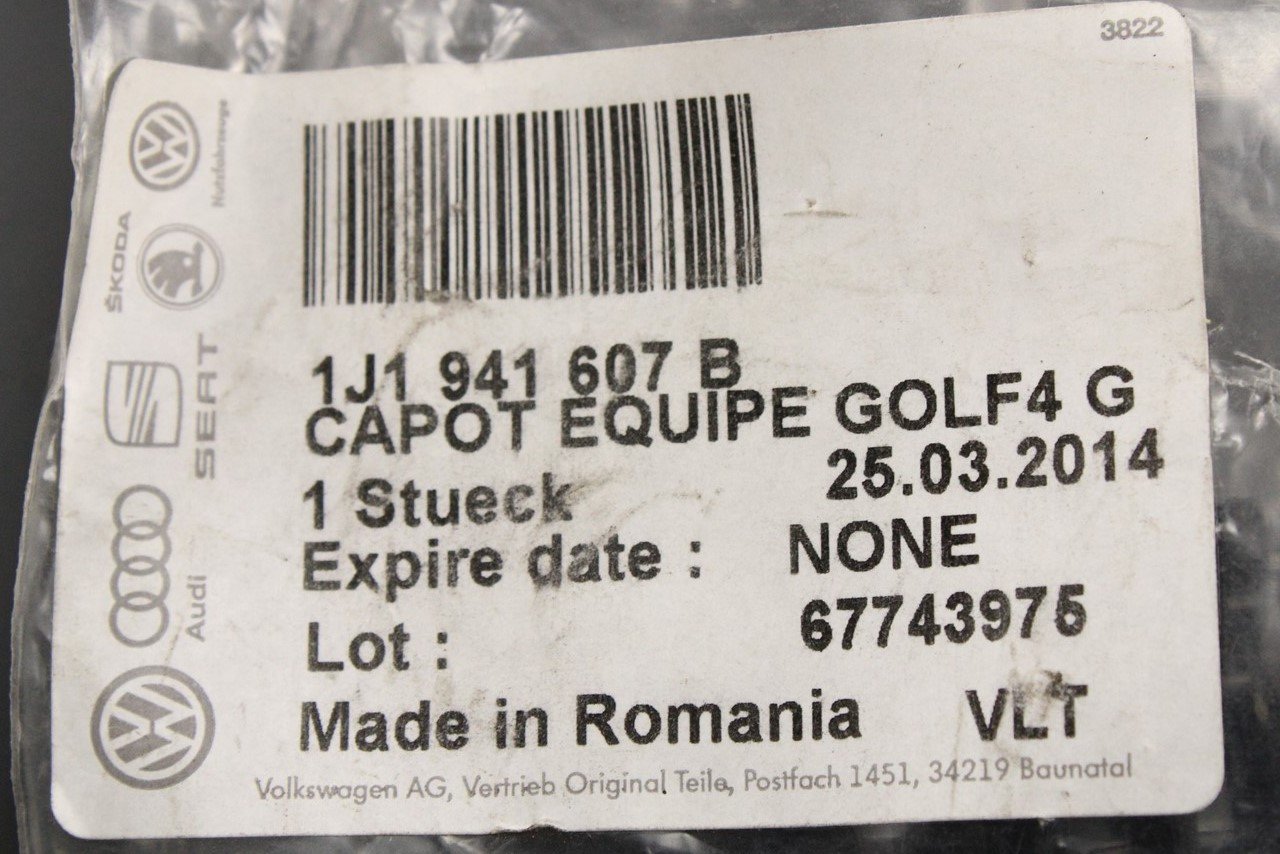 3822
Nutzfahrzeuge
ŠKODA
SEAT
Audi
1J1 941 607 B
CAPOT EQUIPE GOLF4 G
1 Stueck 25.03.2014
Expire date : NONE
Lot : 67743975
Made in Romania VLT
Volkswagen AG, Vertrieb Original Teile, Postfach 1451, 34219 Baunatal